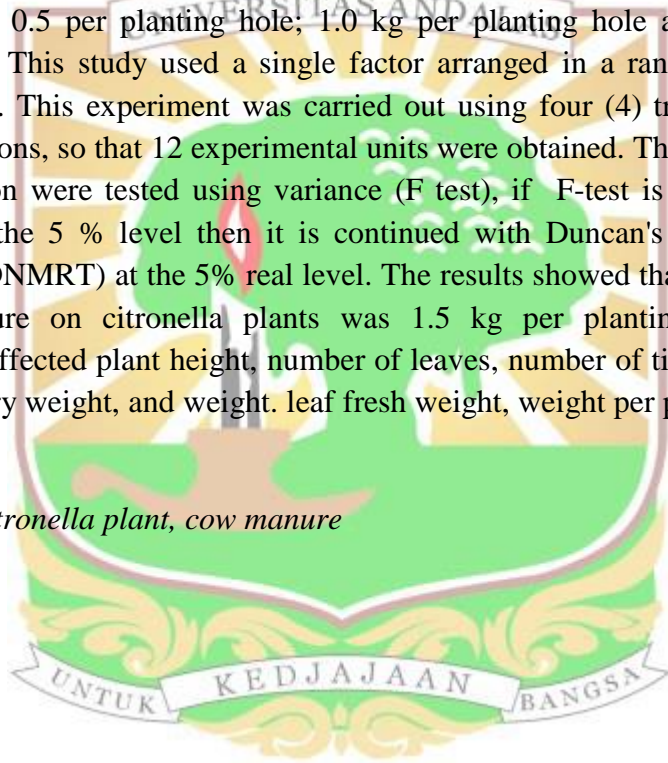 UNIVERSITAS ANDALAS
0.5 per planting hole; 1.0 kg per planting hole a
This study used a single factor arranged in a ran
. This experiment was carried out using four (4) tr
ons, so that 12 experimental units were obtained. Th
on were tested using variance (F test), if F-test is
the 5 % level then it is continued with Duncan's
DNMRT) at the 5% real level. The results showed tha
ure on citronella plants was 1.5 kg per plantin
ffected plant height, number of leaves, number of ti
ry weight, and weight. leaf fresh weight, weight per p
tronella plant, cow manure
UNTUK KEDJAJAAN BANGSA